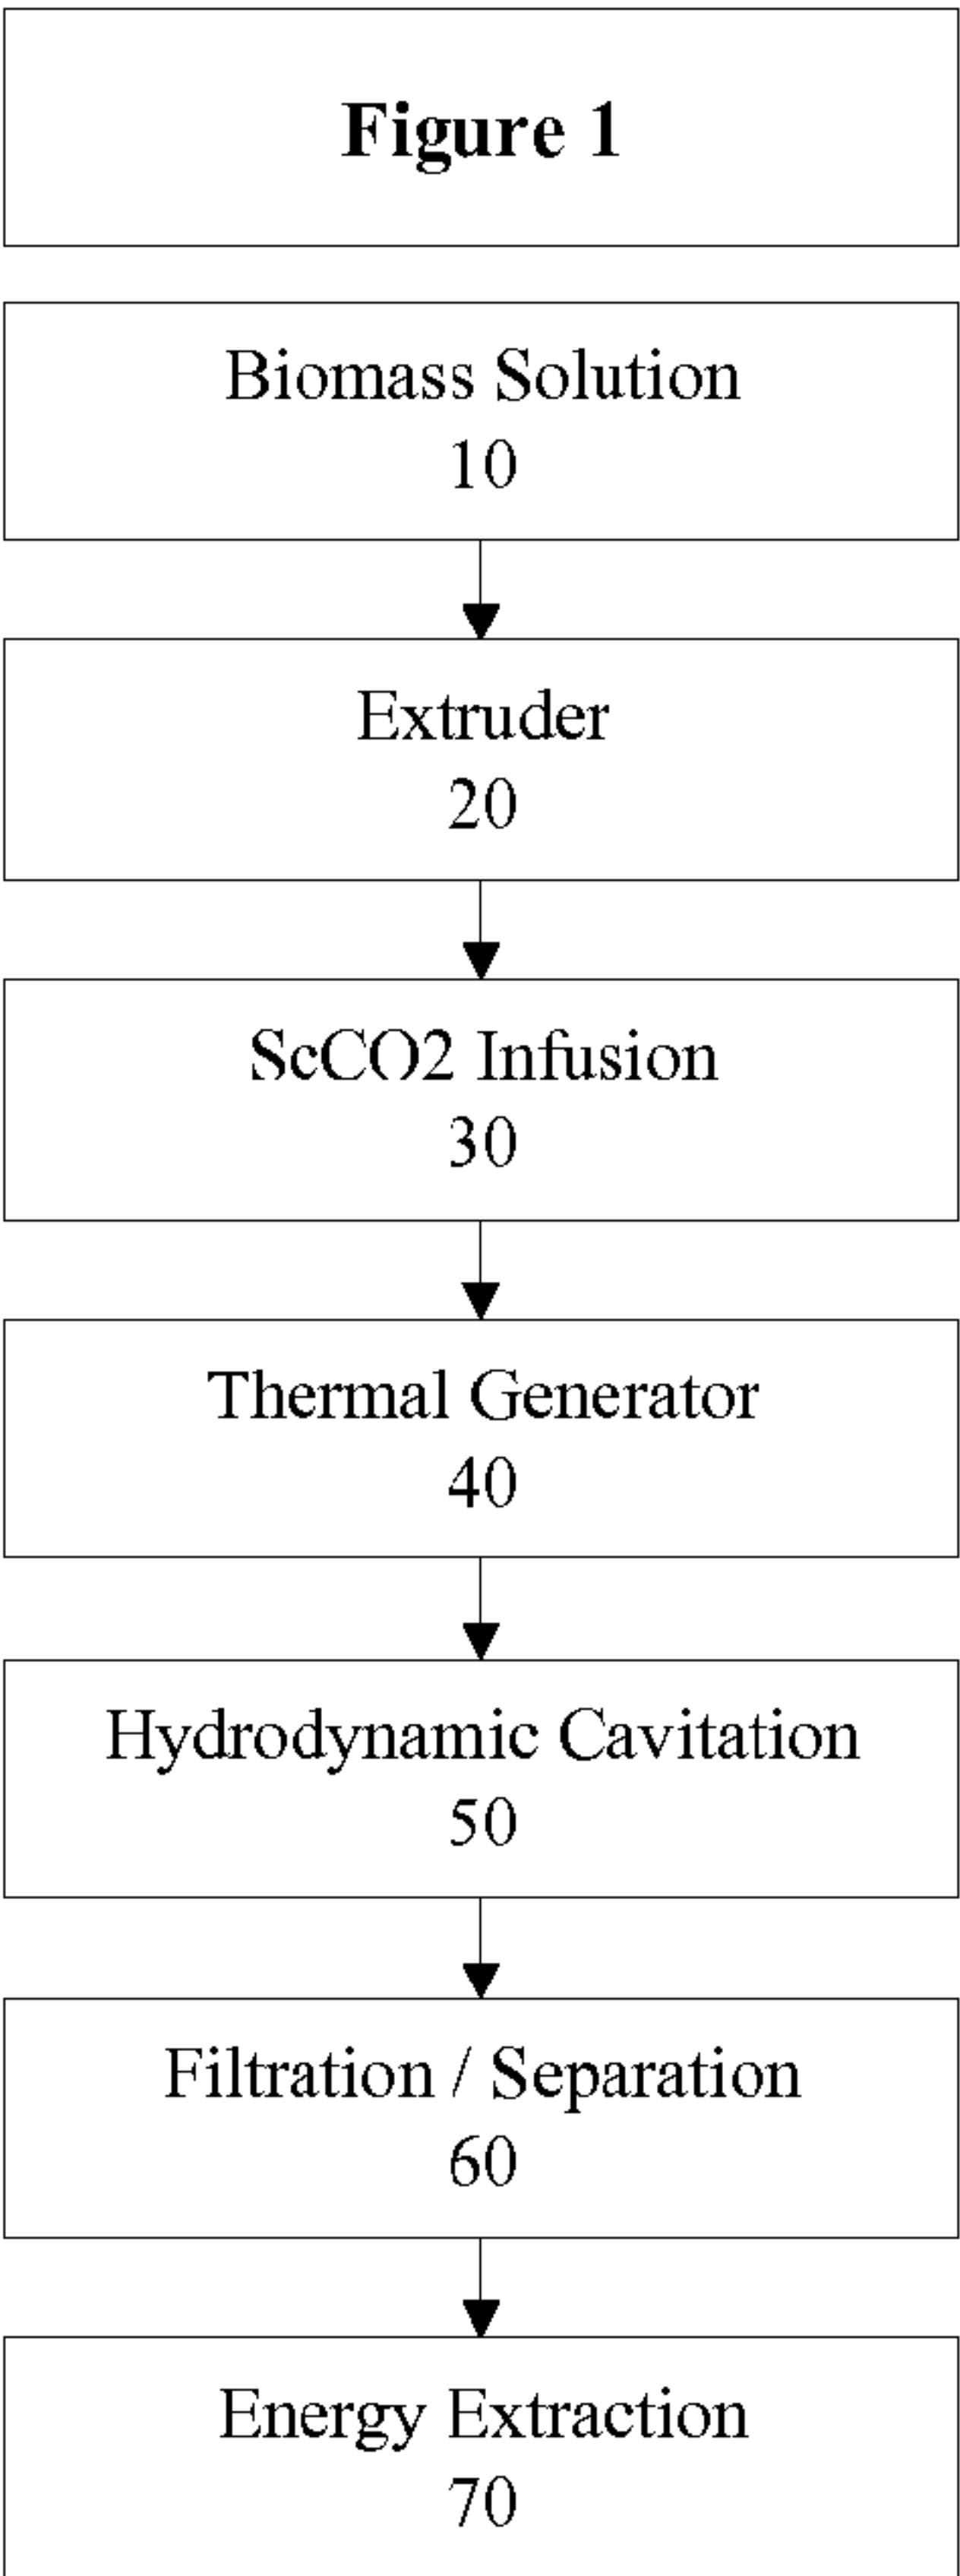 Figure 1
Biomass Solution
10
Extruder
20
ScCO2 Infusion
30
Thermal Generator
40
Hydrodynamic Cavitation
50
Filtration / Separation
60
Energy Extraction
70